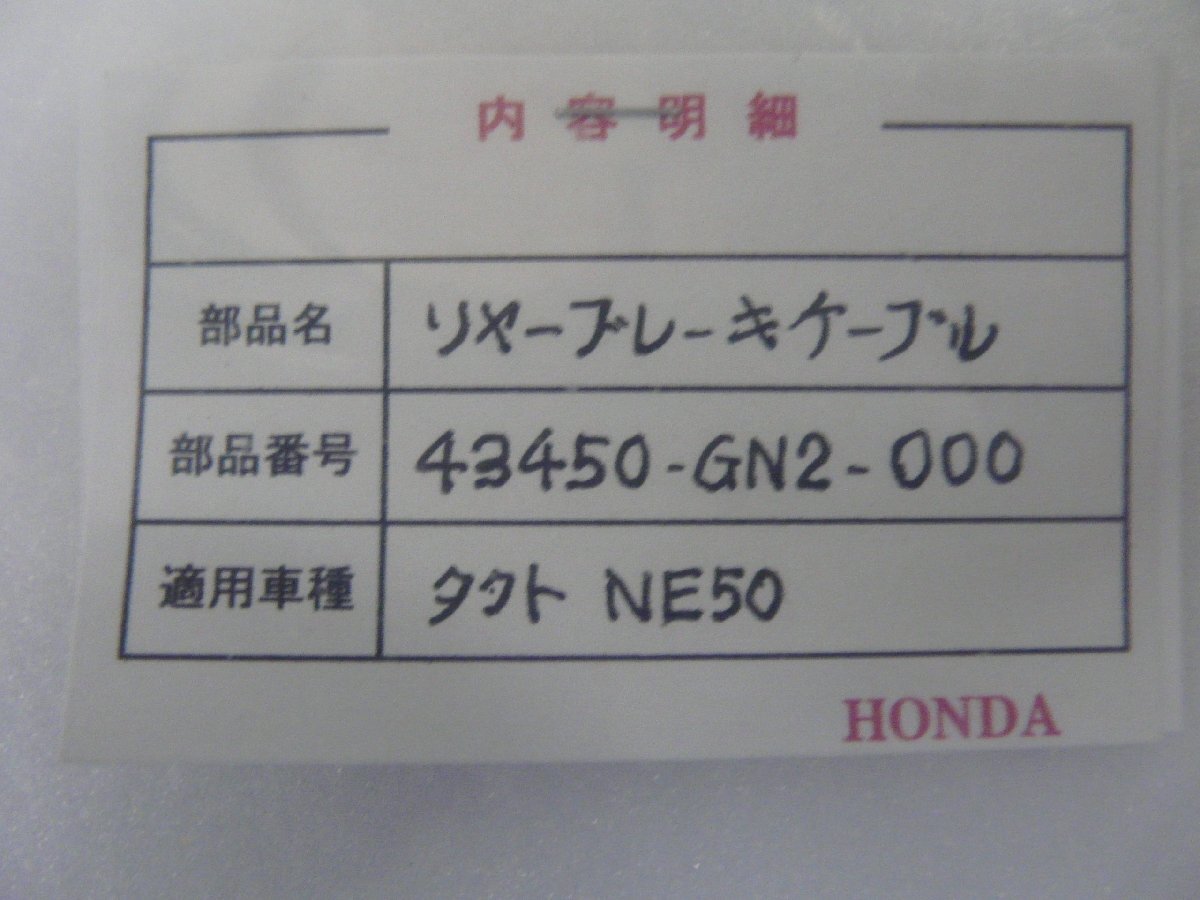 内容明細
部品名 リヤーブレーキケーブル
部品番号 43450-GN2-000
適用車種 タクト NE50
HONDA